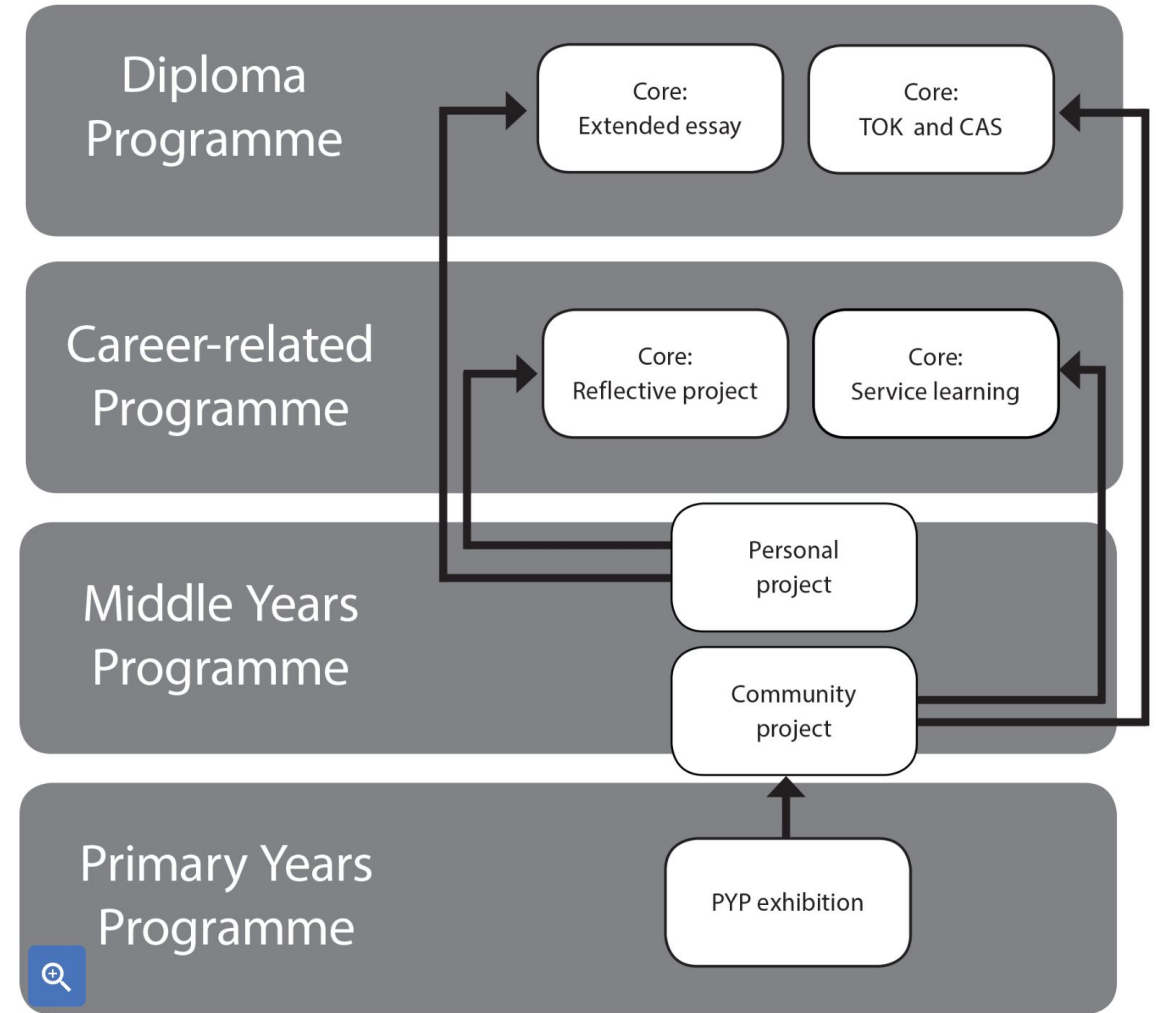 Diploma
Programme
Core:
Extended essay
Core:
TOK and CAS
Career-related
Programme
Core:
Reflective project
Core:
Service learning
Middle Years
Programme
Personal
project
Community
project
Primary Years
Programme
PYP exhibition